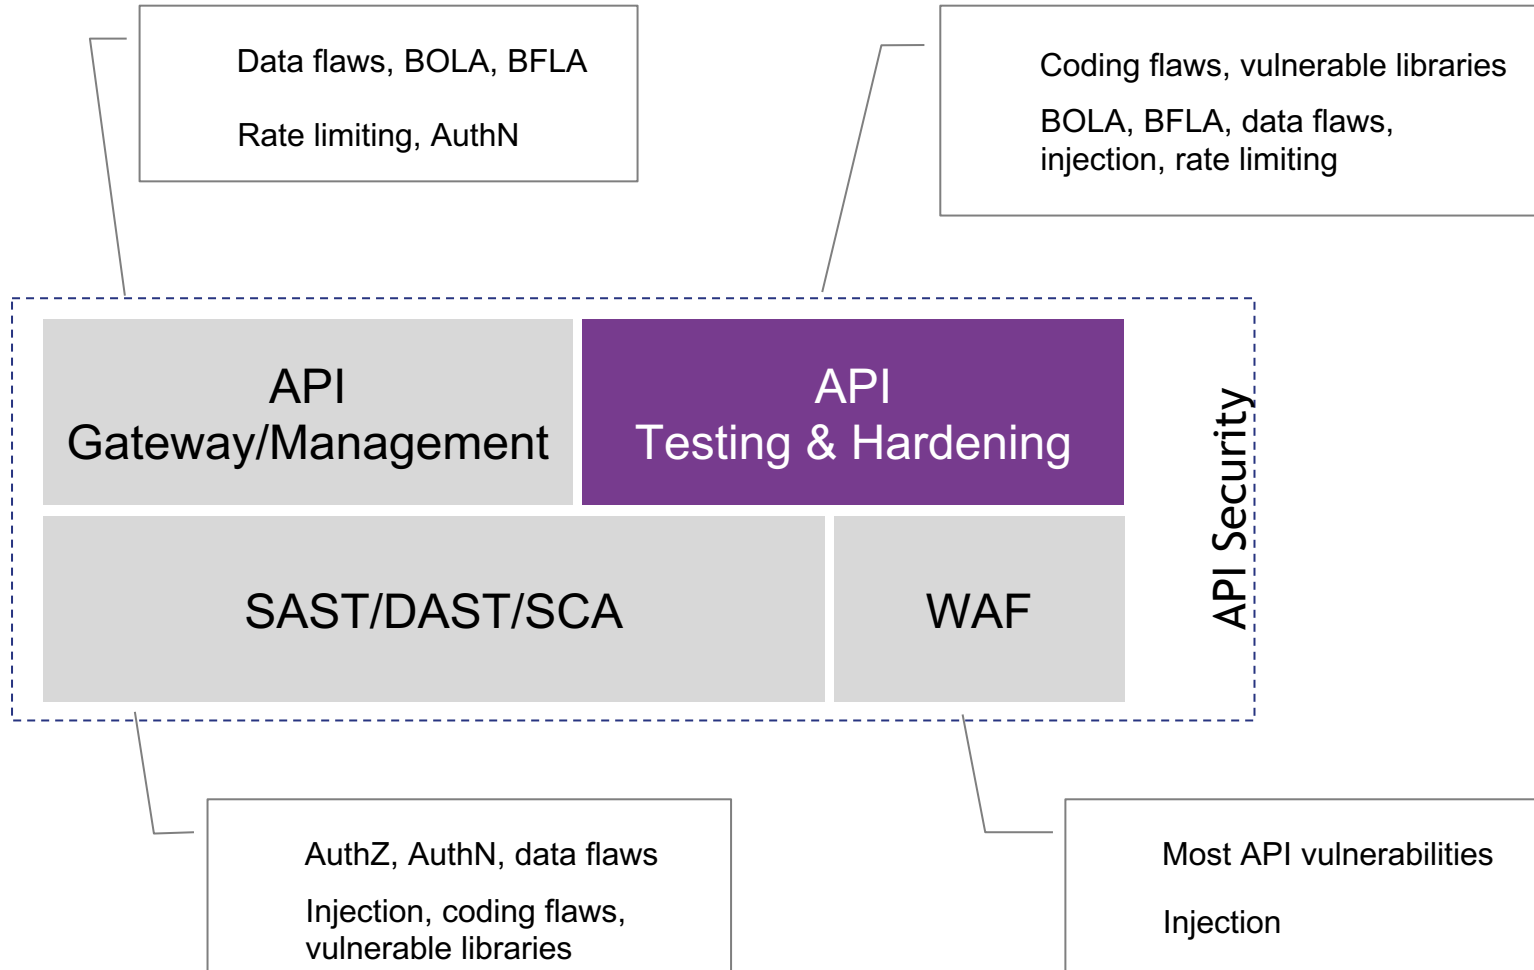 Data flaws, BOLA, BFLA
Rate limiting, AuthN
Coding flaws, vulnerable libraries
BOLA, BFLA, data flaws,
injection, rate limiting
API
Gateway/Management
API
Testing & Hardening
SAST/DAST/SCA
WAF
API Security
AuthZ, AuthN, data flaws
Injection, coding flaws,
vulnerable libraries
Most API vulnerabilities
Injection